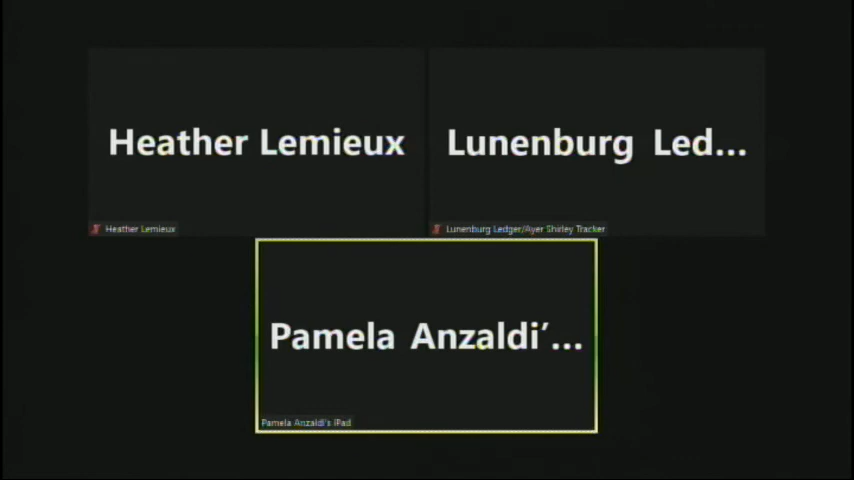 Heather Lemieux
Lunenburg Led...
Heather Lemieux
Lunenburg Ledger/Ayer Shirley Tracker
Pamela Anzaldi’...
Pamela Anzaldi's iPad